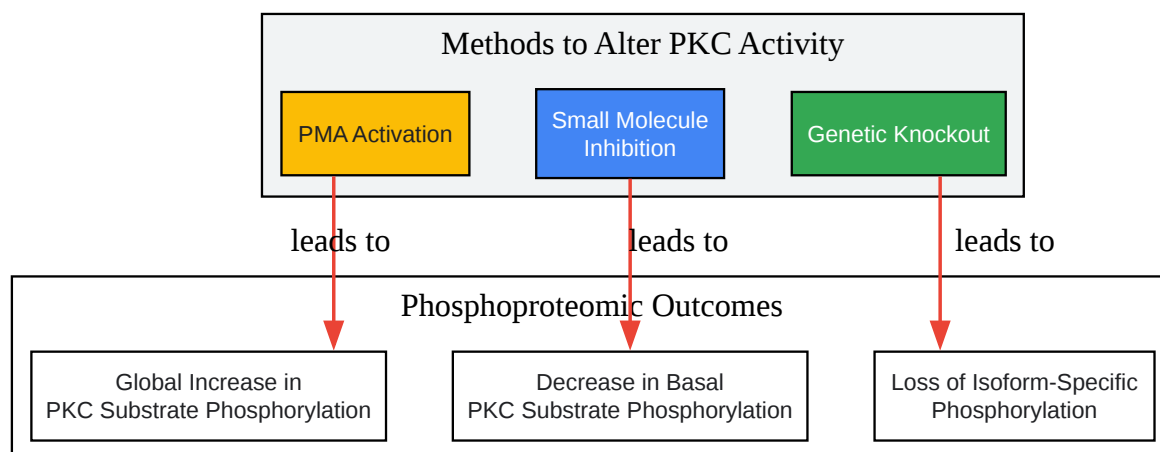 Methods to Alter PKC Activity
PMA Activation
Small Molecule
Inhibition
Genetic Knockout
leads to
leads to
leads to
Phosphoproteomic Outcomes
Global Increase in
PKC Substrate Phosphorylation
Decrease in Basal
PKC Substrate Phosphorylation
Loss of Isoform-Specific
Phosphorylation